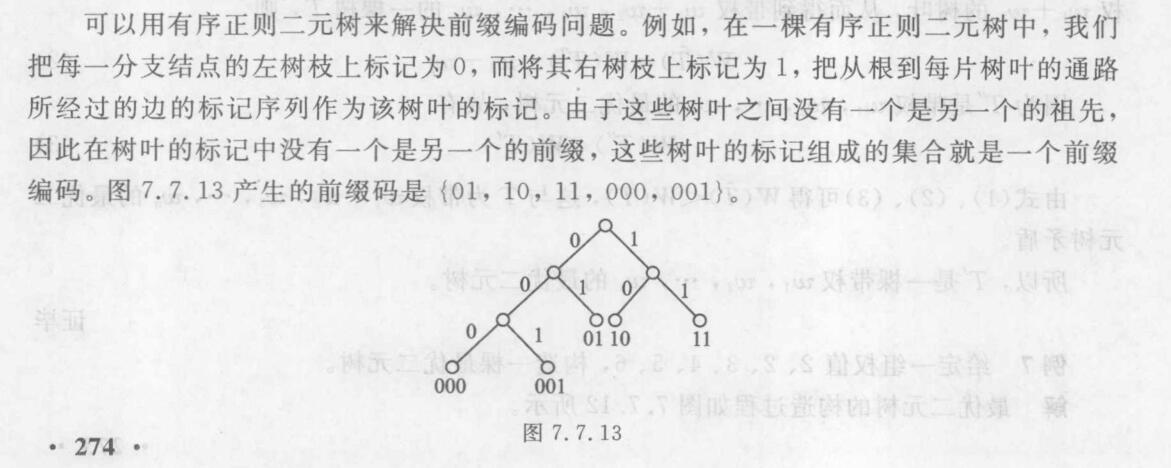 可以用有序正则二元树来解决前缀编码问题。例如，在一棵有序正则二元树中，我们
把每一分支结点的左树枝上标记为0，而将其右树枝上标记为1，把从根到每片树叶的通路
所经过的边的标记序列作为该树叶的标记。由于这些树叶之间没有一个是另一个的祖先，
因此在树叶的标记中没有一个是另一个的前缀，这些树叶的标记组成的集合就是一个前缀
编码。图7.7.13产生的前缀码是{01，10，11，000，001}。
0 1
0 1 0 1
0 1 01 10 11
000 001
图 7.7.13
· 274 ·